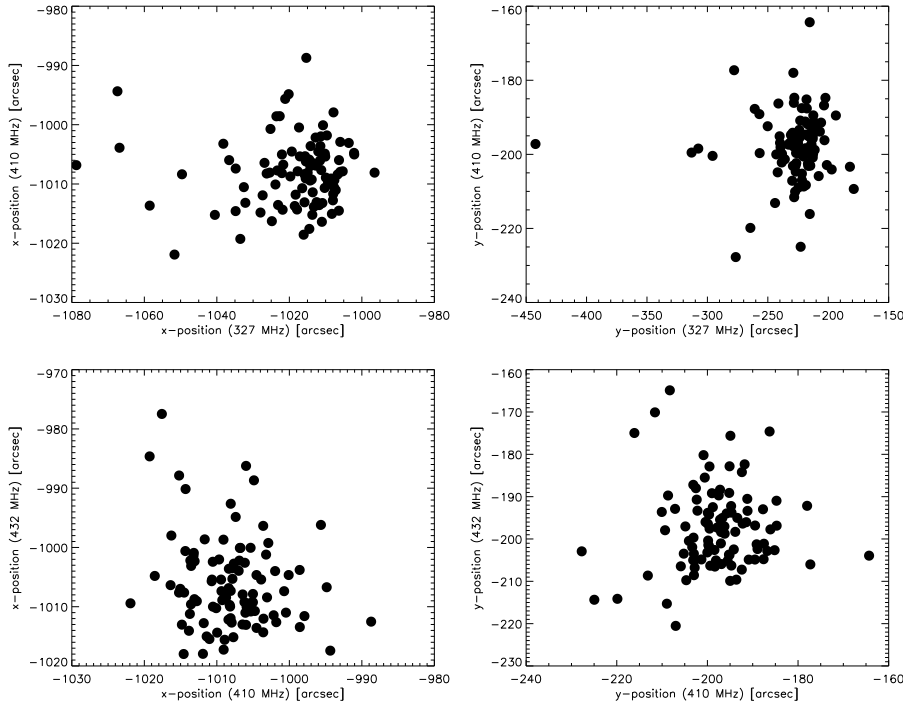 −980
−990
−1000
−1010
−1020
−1030
x−position (410 MHz) [arcsec]
−1080 −1060 −1040 −1020 −1000 −980
x−position (327 MHz) [arcsec]
−160
−180
−200
−220
−240
y−position (410 MHz) [arcsec]
−450 −400 −350 −300 −250 −200 −150
y−position (327 MHz) [arcsec]
−970
−980
−990
−1000
−1010
−1020
x−position (432 MHz) [arcsec]
−1030 −1020 −1010 −1000 −990 −980
x−position (410 MHz) [arcsec]
−160
−170
−180
−190
−200
−210
−220
−230
y−position (432 MHz) [arcsec]
−240 −220 −200 −180 −160
y−position (410 MHz) [arcsec]